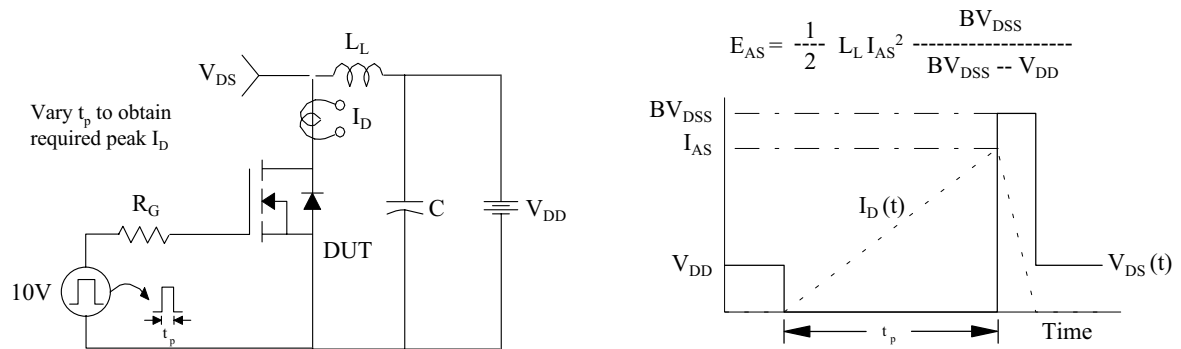 V_DS
L_L
Vary t_p to obtain
required peak I_D
I_D
R_G
C
V_DD
DUT
10V
t_p
E_AS = 1/2 L_L I_AS^2 BV_DSS / BV_DSS -- V_DD
BV_DSS
I_AS
I_D (t)
V_DD
V_DS (t)
t_p
Time